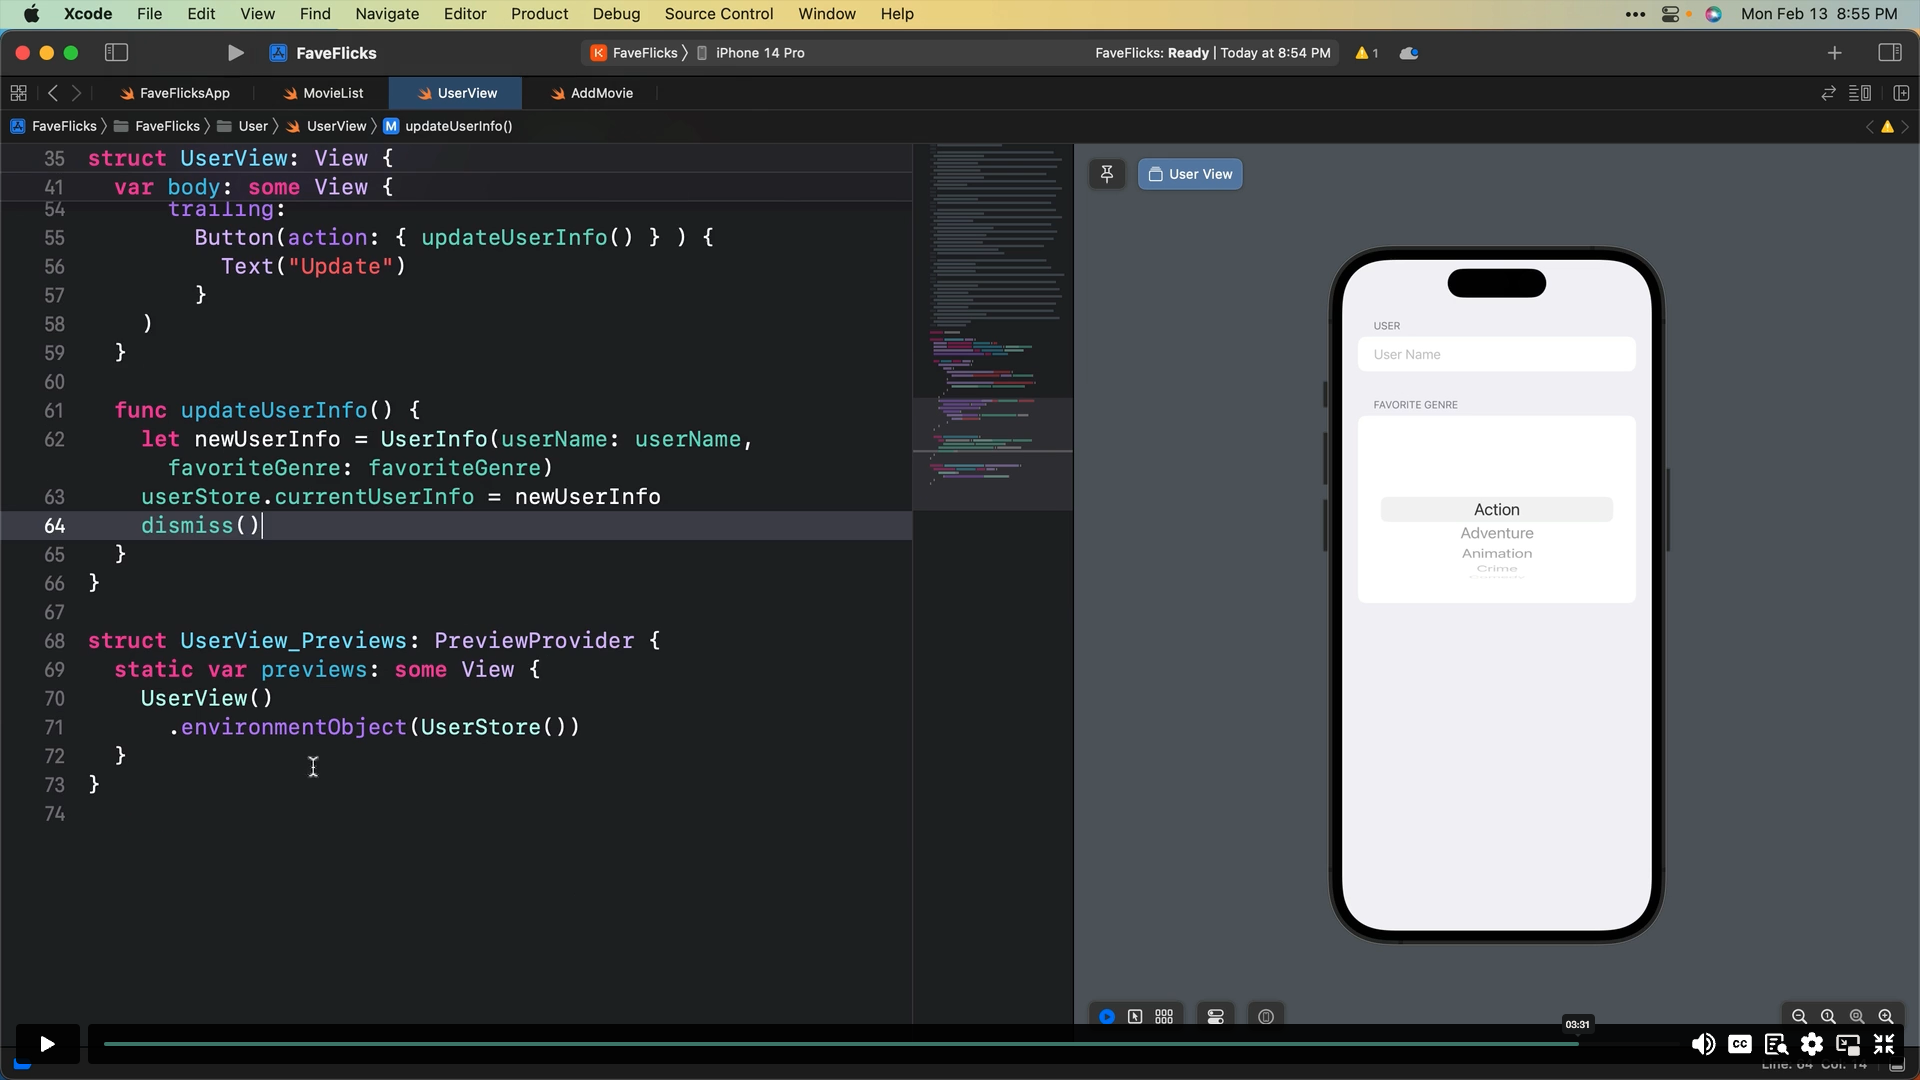 Xcode File Edit View Find Navigate Editor Product Debug Source Control Window Help Mon Feb 13 8:55 PM
FaveFlicks FaveFlicks iPhone 14 Pro FaveFlicks: Ready | Today at 8:54 PM 1
FaveFlicksApp MovieList UserView AddMovie
FaveFlicks FaveFlicks User UserView M updateUserInfo()
35 struct UserView: View {
41 var body: some View {
54 trailing:
55 Button(action: { updateUserInfo() } ) {
56 Text("Update")
57 }
58 )
59 }
60
61 func updateUserInfo() {
62 let newUserInfo = UserInfo(userName: userName,
favoriteGenre: favoriteGenre)
63 userStore.currentUserInfo = newUserInfo
64 dismiss()
65 }
66 }
67
68 struct UserView_Previews: PreviewProvider {
69 static var previews: some View {
70 UserView()
71 .environmentObject(UserStore())
72 }
73 }
74
User View
USER
User Name
FAVORITE GENRE
Action
Adventure
Animation
Crime
03:31
CC
Line: 64 Col: 14